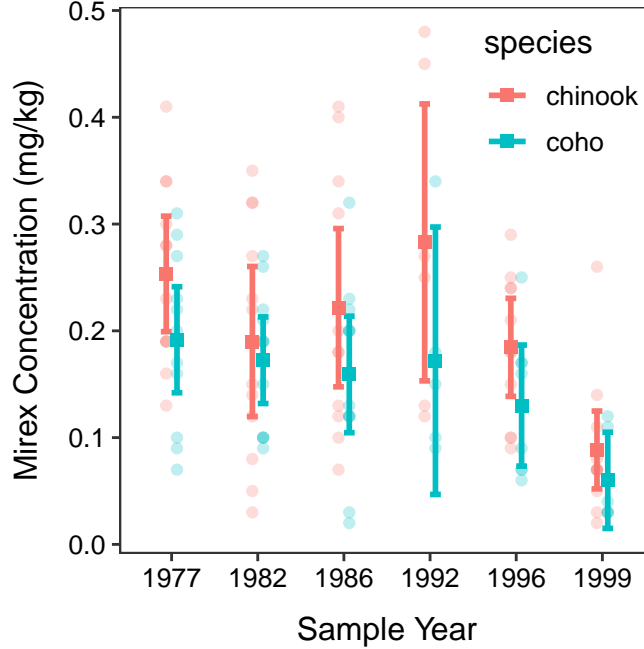 0.5
0.4
0.3
0.2
0.1
0.0
Mirex Concentration (mg/kg)
species
chinook
coho
1977 1982 1986 1992 1996 1999
Sample Year